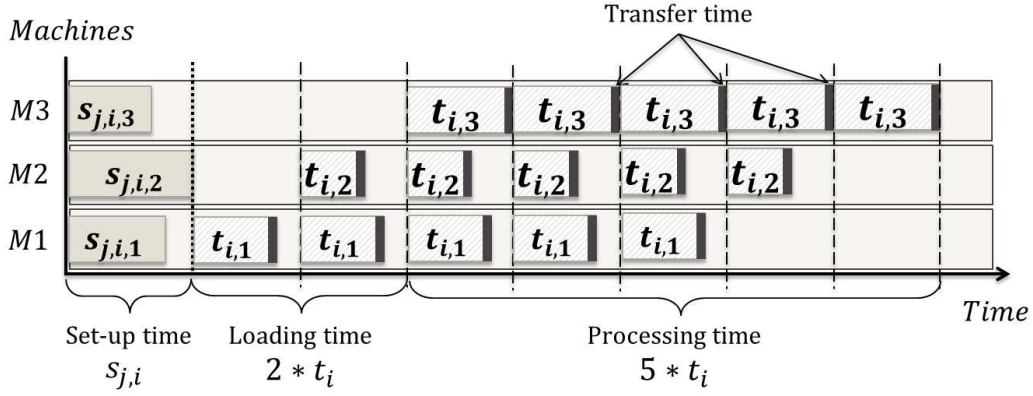 Transfer time
Machines
M3 s_{j,i,3} t_{i,3} t_{i,3} t_{i,3} t_{i,3} t_{i,3}
M2 s_{j,i,2} t_{i,2} t_{i,2} t_{i,2} t_{i,2} t_{i,2}
M1 s_{j,i,1} t_{i,1} t_{i,1} t_{i,1} t_{i,1} t_{i,1}
Time
Set-up time Loading time Processing time
s_{j,i} 2 * t_i 5 * t_i